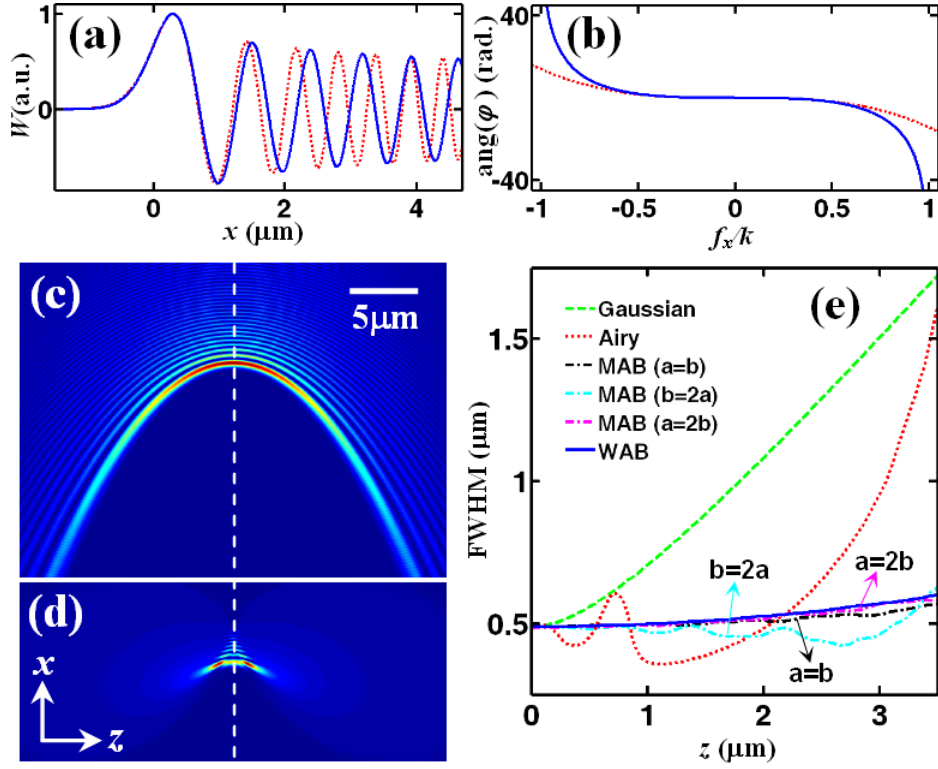 (a)
W(a.u.)
1
0
0
2
4
x (μm)
(b)
ang(φ) (rad.)
40
-40
-1
-0.5
0
0.5
1
fₓ/k
(c)
5μm
(d)
x
z
(e)
FWHM (μm)
1.5
1
0.5
Gaussian
Airy
MAB (a=b)
MAB (b=2a)
MAB (a=2b)
WAB
b=2a
a=2b
a=b
0
1
2
3
z (μm)